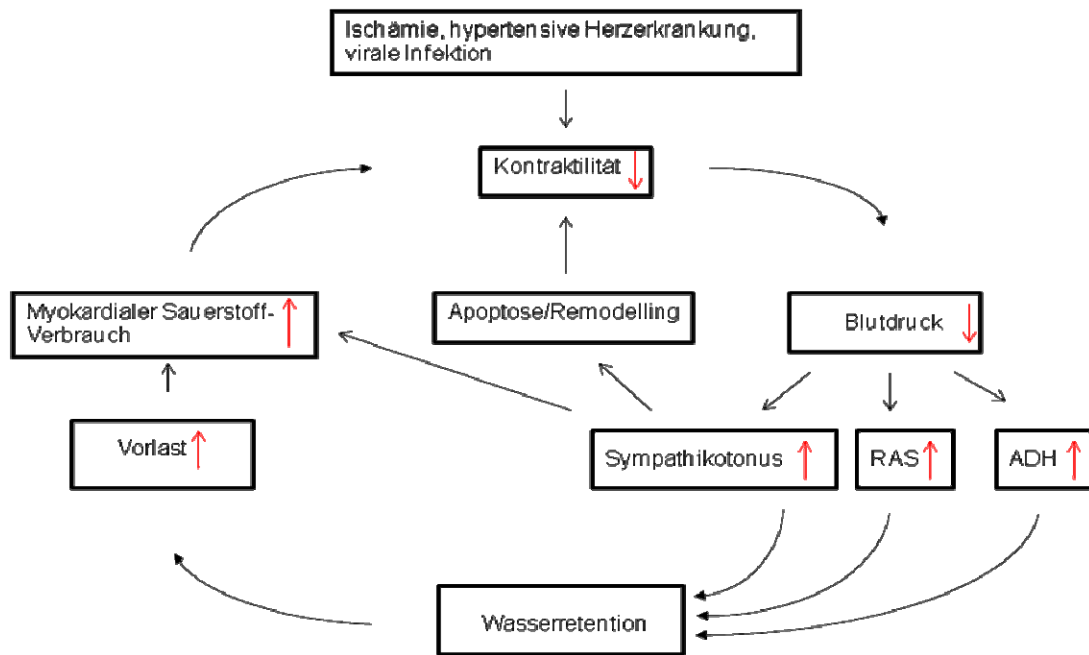 Ischämie, hypertensive Herzerkrankung,
virale Infektion
Kontraktilität
Myokardialer Sauerstoff-
Verbrauch
Apoptose/Remodelling
Blutdruck
Vorlast
Sympathikotonus
RAS
ADH
Wasserretention